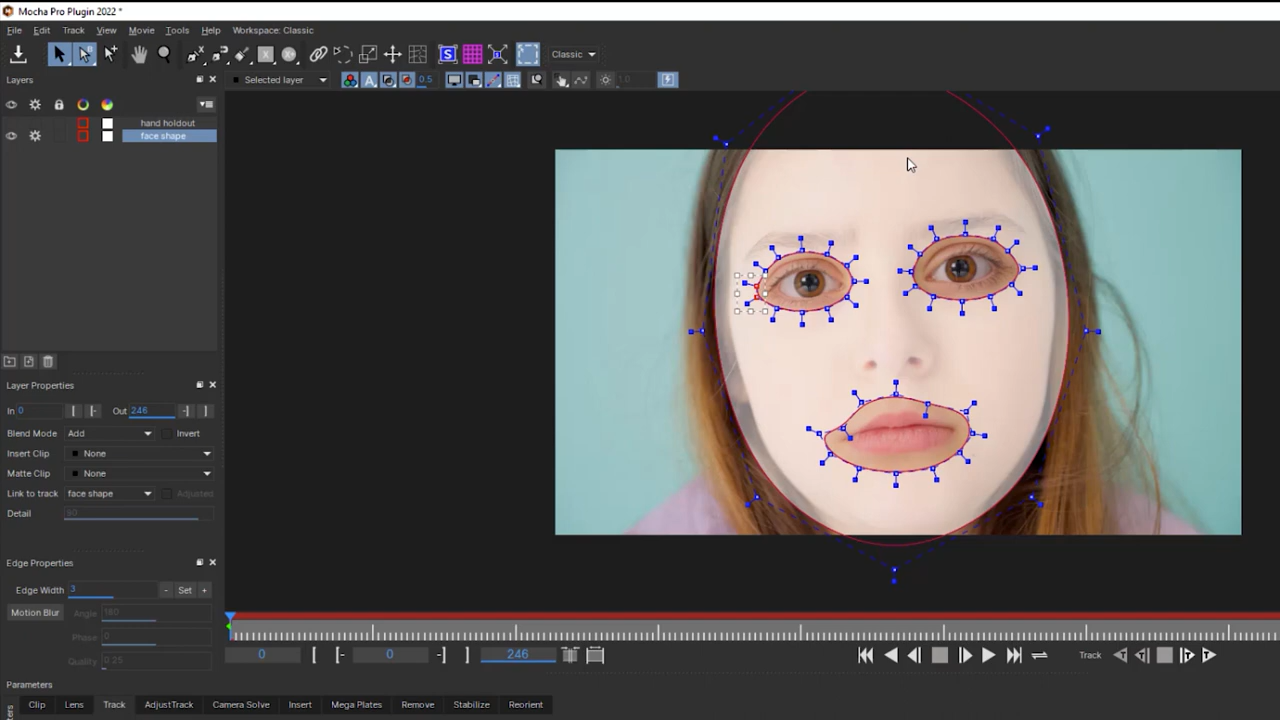 Mocha Pro Plugin 2022 *
File Edit Track View Movie Tools Help Workspace: Classic
Classic
Layers
Selected layer 0.5 1.0
hand holdout
face shape
Layer Properties
In 0 Out 246
Blend Mode Add Invert
Insert Clip None
Matte Clip None
Link to track face shape Adjusted
Detail 80
Edge Properties
Edge Width 3 - Set +
Motion Blur Angle 180
Phase 0
Quality 0.25
0 0 246 Track
Parameters
Clip Lens Track AdjustTrack Camera Solve Insert Mega Plates Remove Stabilize Reorient